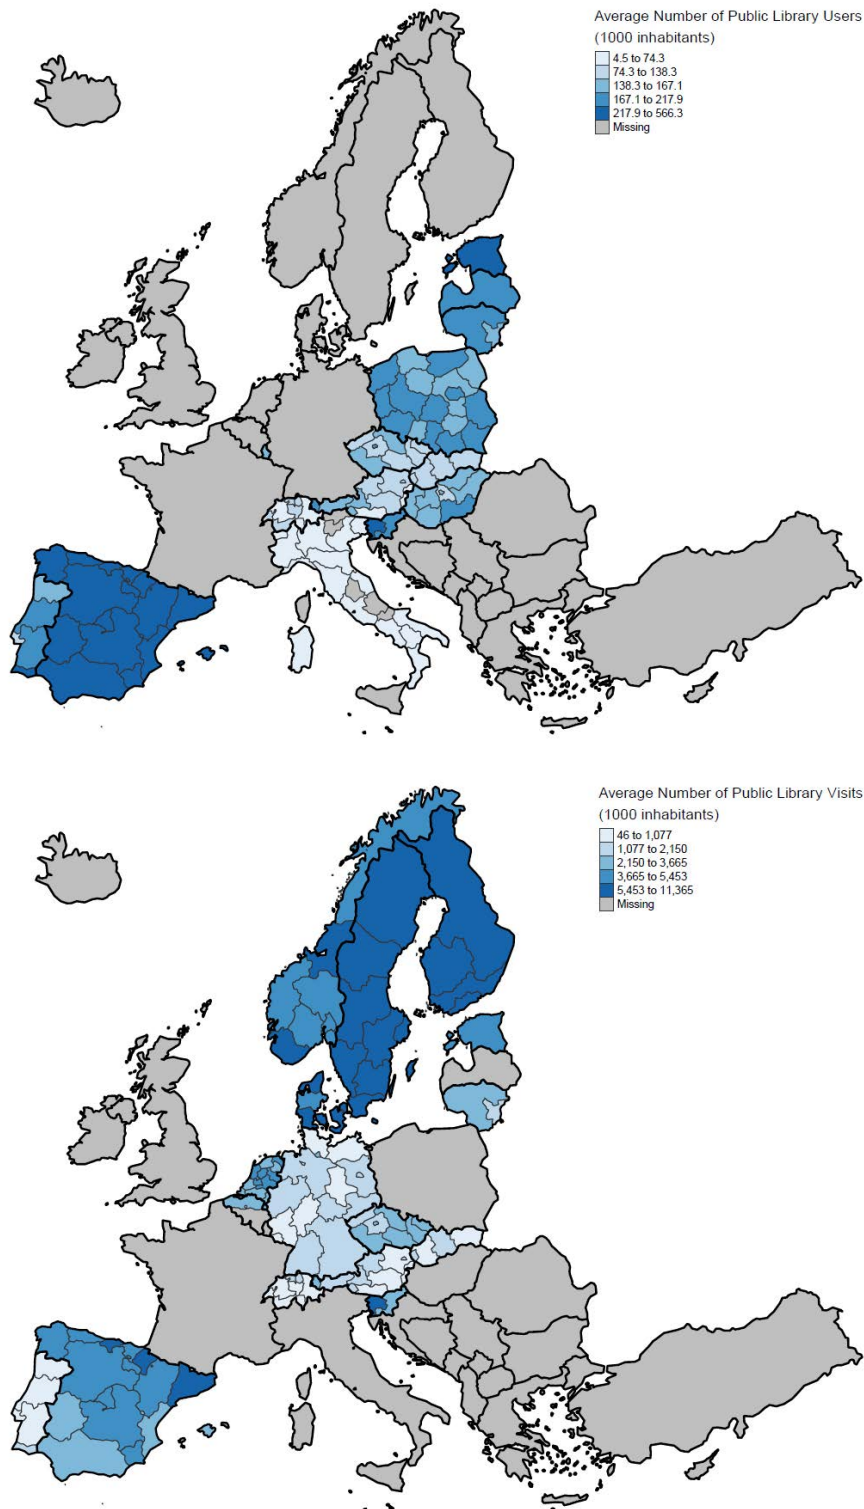 Average Number of Public Library Users
(1000 inhabitants)
4.5 to 74.3
74.3 to 138.3
138.3 to 167.1
167.1 to 217.9
217.9 to 566.3
Missing
Average Number of Public Library Visits
(1000 inhabitants)
46 to 1,077
1,077 to 2,150
2,150 to 3,665
3,665 to 5,453
5,453 to 11,365
Missing